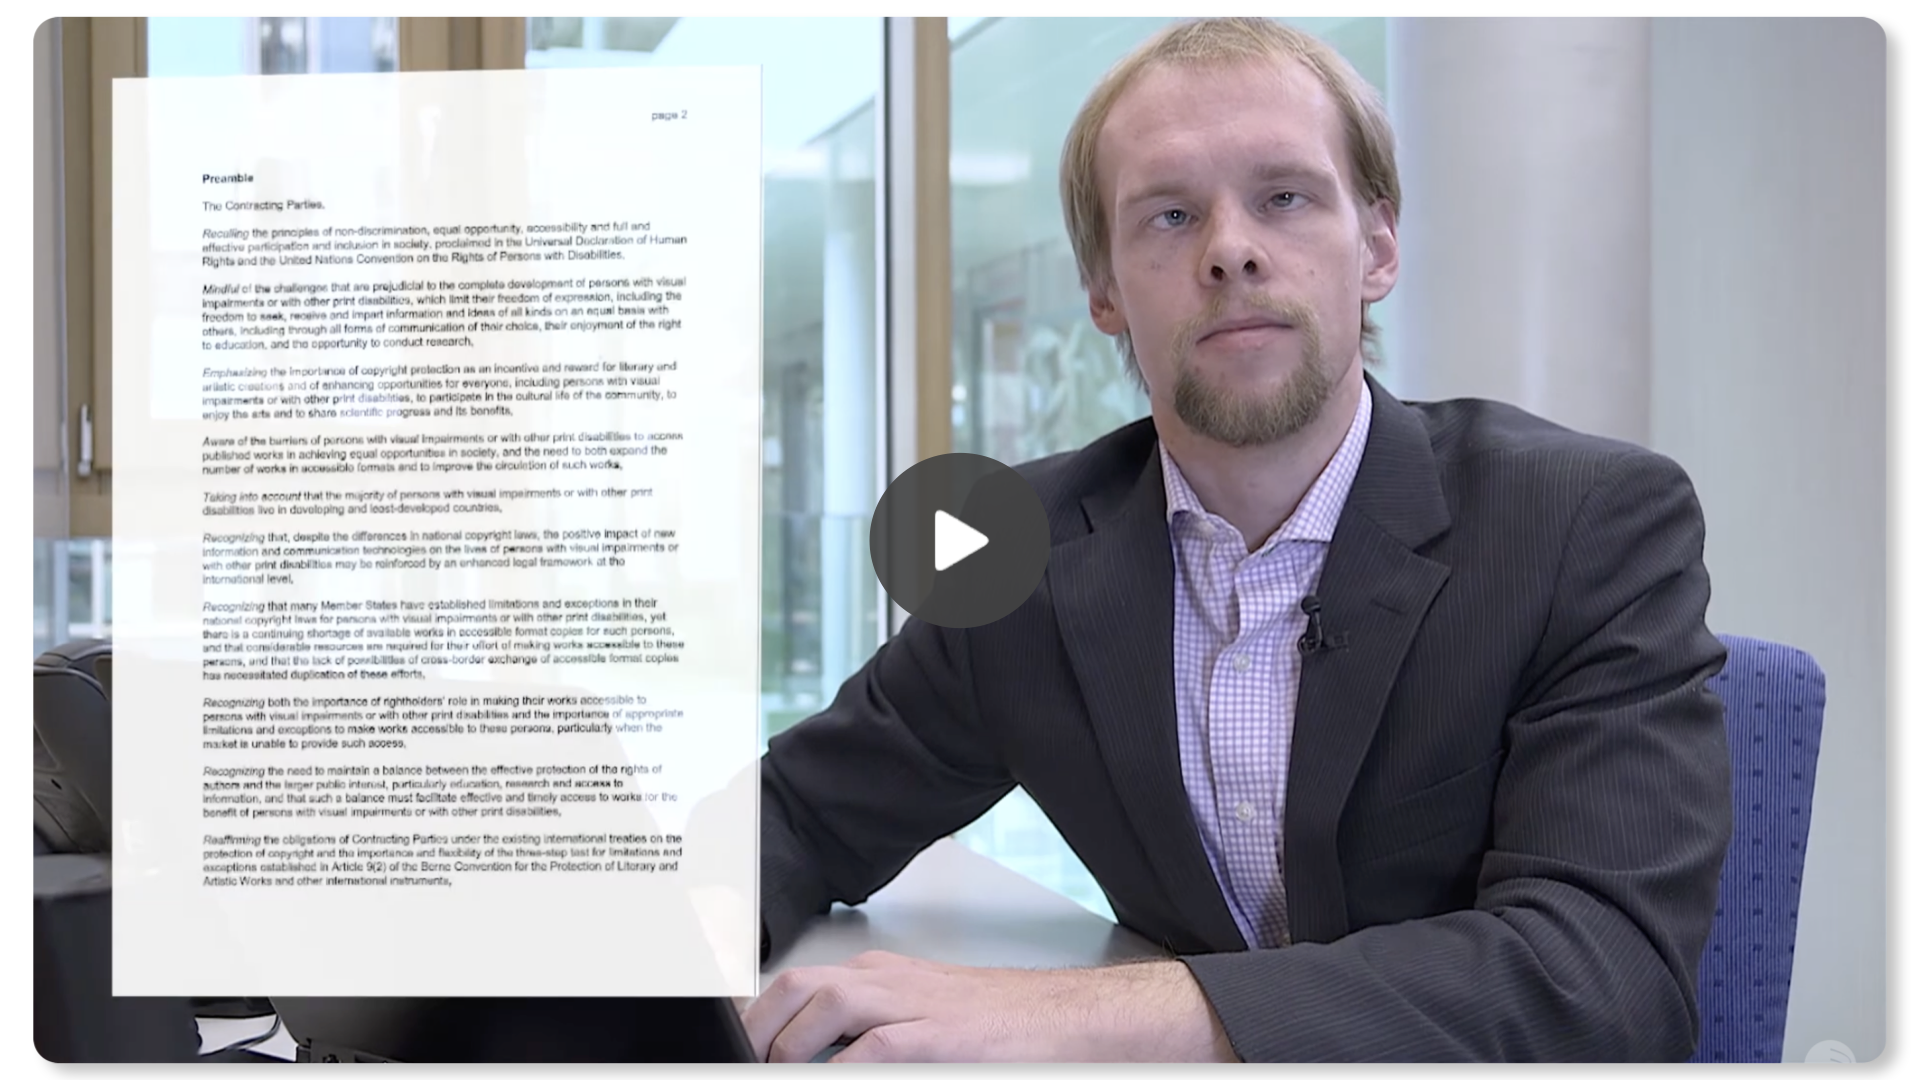 page 2
Preamble
The Contracting Parties,
Recalling the principles of non-discrimination, equal opportunity, accessibility and full and
effective participation and inclusion in society, proclaimed in the Universal Declaration of Human
Rights and the United Nations Convention on the Rights of Persons with Disabilities,
Mindful of the challenges that are prejudicial to the complete development of persons with visual
impairments or with other print disabilities, which limit their freedom of expression, including the
freedom to seek, receive and impart information and ideas of all kinds on an equal basis with
others, including through all forms of communication of their choice, their enjoyment of the right
to education, and the opportunity to conduct research,
Emphasizing the importance of copyright protection as an incentive and reward for literary and
artistic creations and of enhancing opportunities for everyone, including persons with visual
impairments or with other print disabilities, to participate in the cultural life of the community, to
enjoy the arts and to share scientific progress and its benefits,
Aware of the barriers of persons with visual impairments or with other print disabilities to access
published works in achieving equal opportunities in society, and the need to both expand the
number of works in accessible formats and to improve the circulation of such works,
Taking into account that the majority of persons with visual impairments or with other print
disabilities live in developing and least-developed countries,
Recognizing that, despite the differences in national copyright laws, the positive impact of new
information and communication technologies on the lives of persons with visual impairments or
with other print disabilities may be reinforced by an enhanced legal framework at the
international level,
Recognizing that many Member States have established limitations and exceptions in their
national copyright laws for persons with visual impairments or with other print disabilities, yet
there is a continuing shortage of available works in accessible format copies for such persons,
and that considerable resources are required for their effort of making works accessible to these
persons, and that the lack of possibilities of cross-border exchange of accessible format copies
has necessitated duplication of these efforts,
Recognizing both the importance of rightholders' role in making their works accessible to
persons with visual impairments or with other print disabilities and the importance of appropriate
limitations and exceptions to make works accessible to these persons, particularly when the
market is unable to provide such access,
Recognizing the need to maintain a balance between the effective protection of the rights of
authors and the larger public interest, particularly education, research and access to
information, and that such a balance must facilitate effective and timely access to works for the
benefit of persons with visual impairments or with other print disabilities,
Reaffirming the obligations of Contracting Parties under the existing international treaties on the
protection of copyright and the importance and flexibility of the three-step test for limitations and
exceptions established in Article 9(2) of the Berne Convention for the Protection of Literary and
Artistic Works and other international instruments,